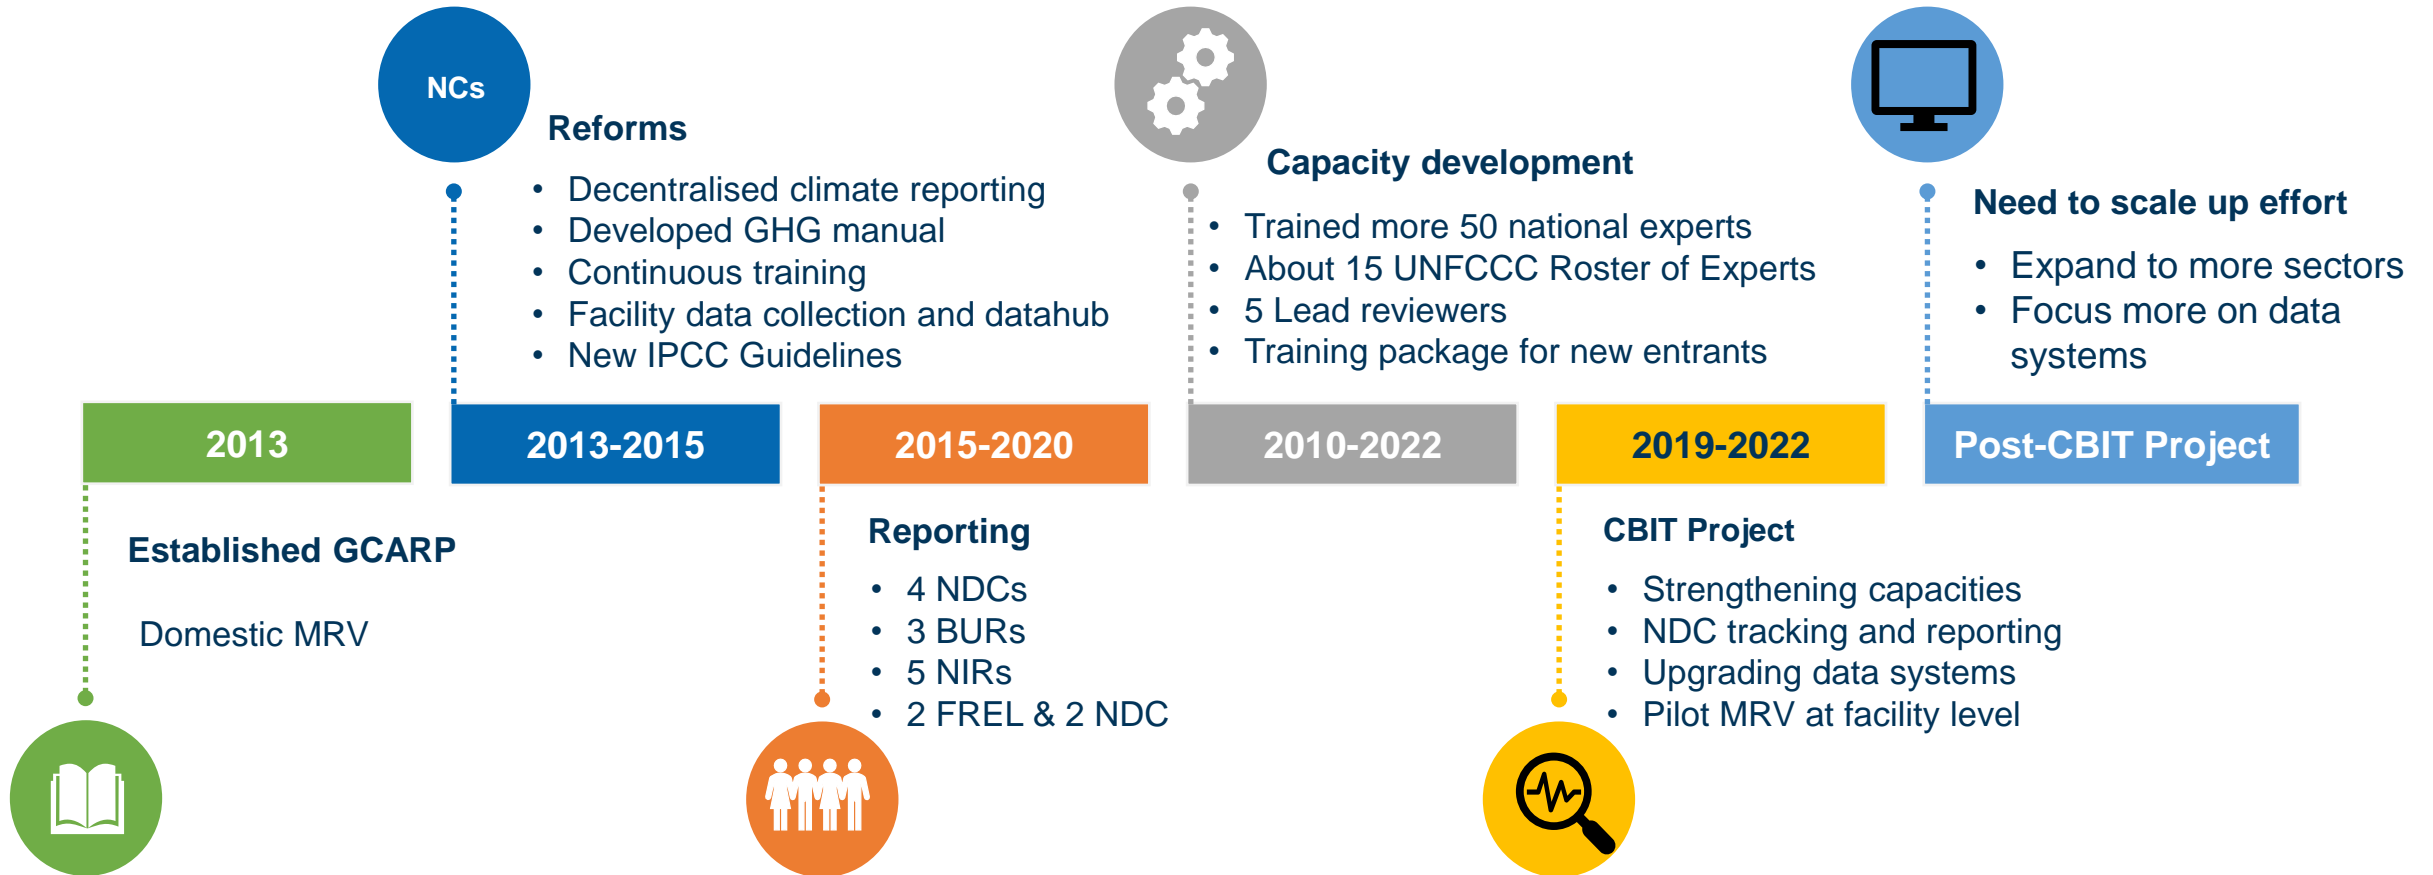 NCs
Reforms
• Decentralised climate reporting
• Developed GHG manual
• Continuous training
• Facility data collection and datahub
• New IPCC Guidelines
Capacity development
• Trained more 50 national experts
• About 15 UNFCCC Roster of Experts
• 5 Lead reviewers
• Training package for new entrants
Need to scale up effort
• Expand to more sectors
• Focus more on data
systems
2013
2013-2015
2015-2020
2010-2022
2019-2022
Post-CBIT Project
Established GCARP
Domestic MRV
Reporting
• 4 NDCs
• 3 BURs
• 5 NIRs
• 2 FREL & 2 NDC
CBIT Project
• Strengthening capacities
• NDC tracking and reporting
• Upgrading data systems
• Pilot MRV at facility level